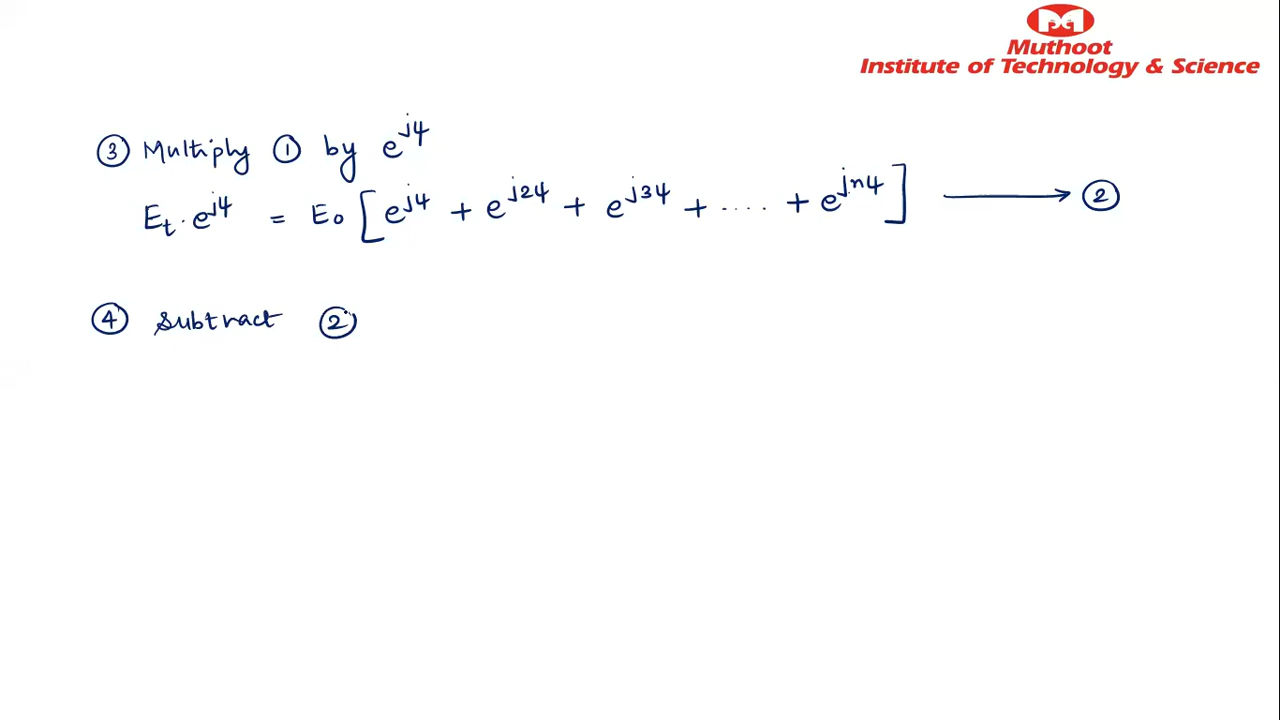 Muthoot
Institute of Technology & Science
③ Multiply ① by e^{jψ}
E_t · e^{jψ} = E_0 [ e^{jψ} + e^{j2ψ} + e^{j3ψ} + ..... + e^{jnψ} ] ⟶ ②
④ Subtract ②